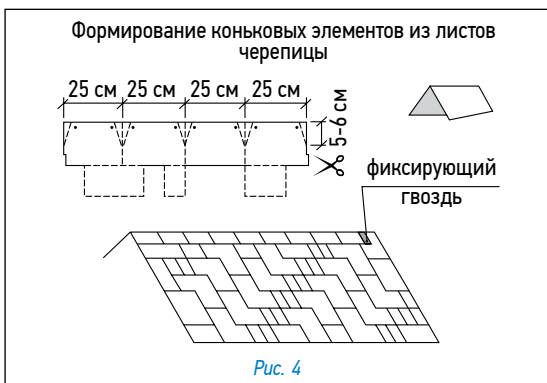 Формирование коньковых элементов из листов
черепицы
25 см 25 см 25 см 25 см
5-6 см
фиксирующий
гвоздь
Рис. 4